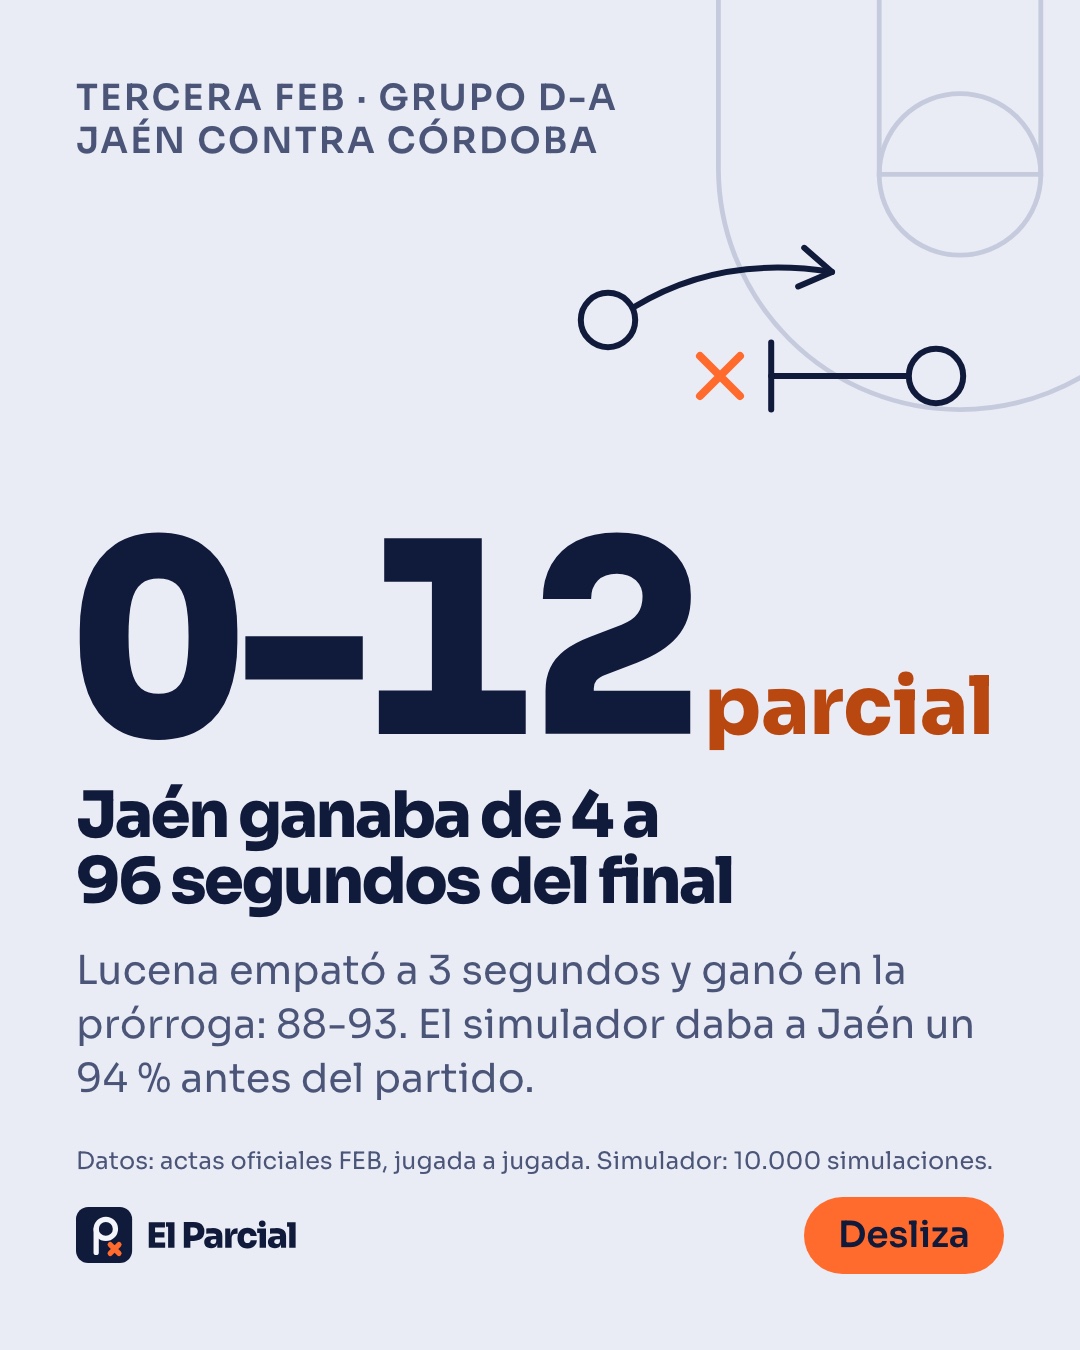 TERCERA FEB · GRUPO D-A
JAÉN CONTRA CÓRDOBA
0-12 parcial
Jaén ganaba de 4 a
96 segundos del final
Lucena empató a 3 segundos y ganó en la
prórroga: 88-93. El simulador daba a Jaén un
94 % antes del partido.
Datos: actas oficiales FEB, jugada a jugada. Simulador: 10.000 simulaciones.
El Parcial
Desliza